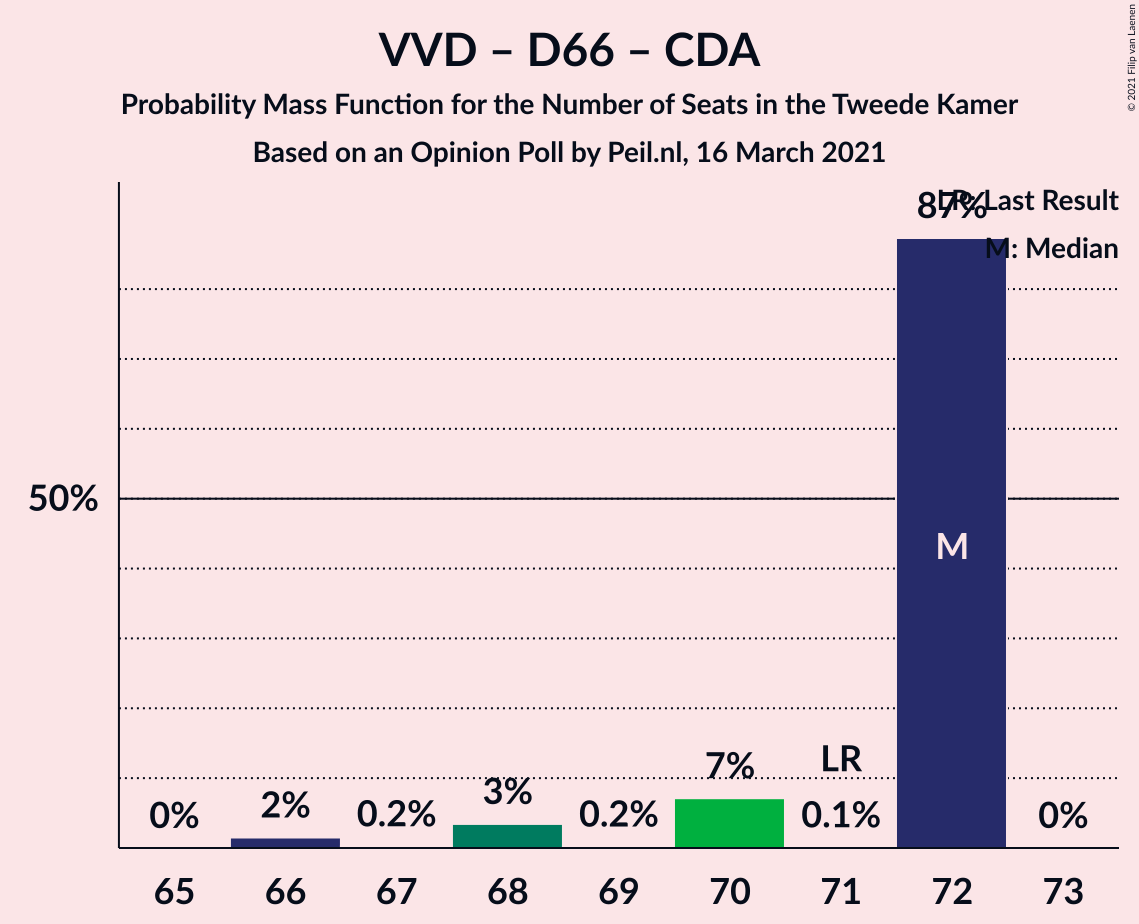 VVD – D66 – CDA
Probability Mass Function for the Number of Seats in the Tweede Kamer
Based on an Opinion Poll by Peil.nl, 16 March 2021
© 2021 Filip van Laenen
LR: Last Result
M: Median
87%
50%
M
LR
0%
2%
0.2%
3%
0.2%
7%
0.1%
0%
65 66 67 68 69 70 71 72 73